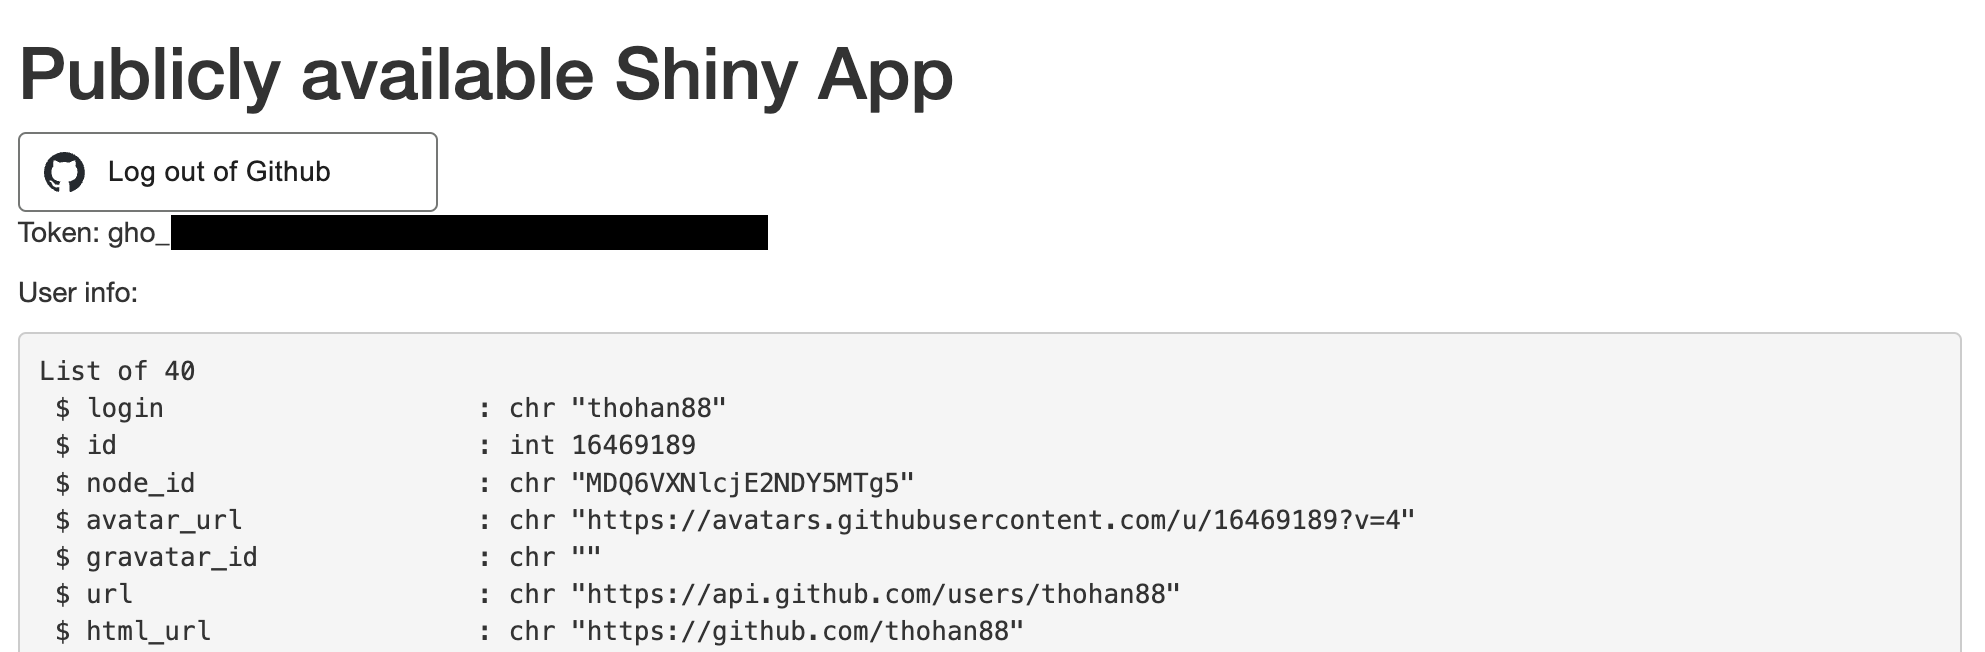 Publicly available Shiny App
Log out of Github
Token: gho_
User info:
List of 40
 $ login                    : chr "thohan88"
 $ id                       : int 16469189
 $ node_id                  : chr "MDQ6VXNlcjE2NDY5MTg5"
 $ avatar_url               : chr "https://avatars.githubusercontent.com/u/16469189?v=4"
 $ gravatar_id              : chr ""
 $ url                      : chr "https://api.github.com/users/thohan88"
 $ html_url                 : chr "https://github.com/thohan88"